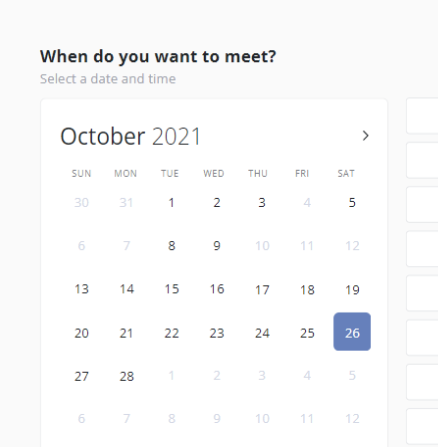 When do you want to meet?
Select a date and time
October 2021
SUN MON TUE WED THU FRI SAT
30 31 1 2 3 4 5
6 7 8 9 10 11 12
13 14 15 16 17 18 19
20 21 22 23 24 25 26
27 28 1 2 3 4 5
6 7 8 9 10 11 12